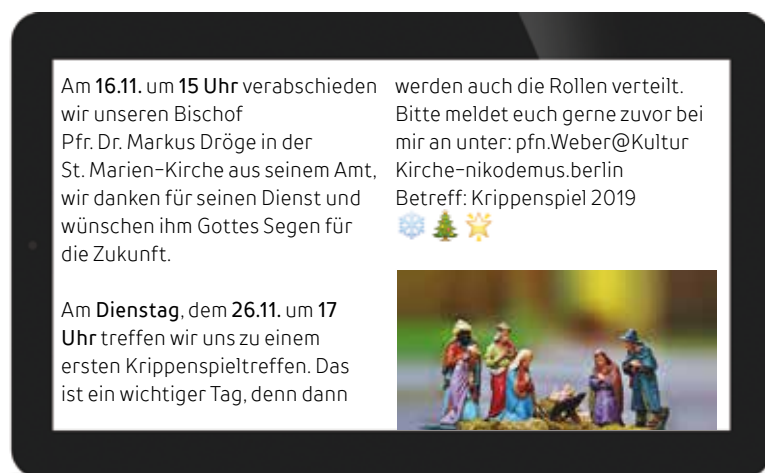 Am 16.11. um 15 Uhr verabschieden
wir unseren Bischof
Pfr. Dr. Markus Dröge in der
St. Marien-Kirche aus seinem Amt,
wir danken für seinen Dienst und
wünschen ihm Gottes Segen für
die Zukunft.
Am Dienstag, dem 26.11. um 17
Uhr treffen wir uns zu einem
ersten Krippenspieltreffen. Das
ist ein wichtiger Tag, denn dann
werden auch die Rollen verteilt.
Bitte meldet euch gerne zuvor bei
mir an unter: pfn.Weber@Kultur
Kirche-nikodemus.berlin
Betreff: Krippenspiel 2019